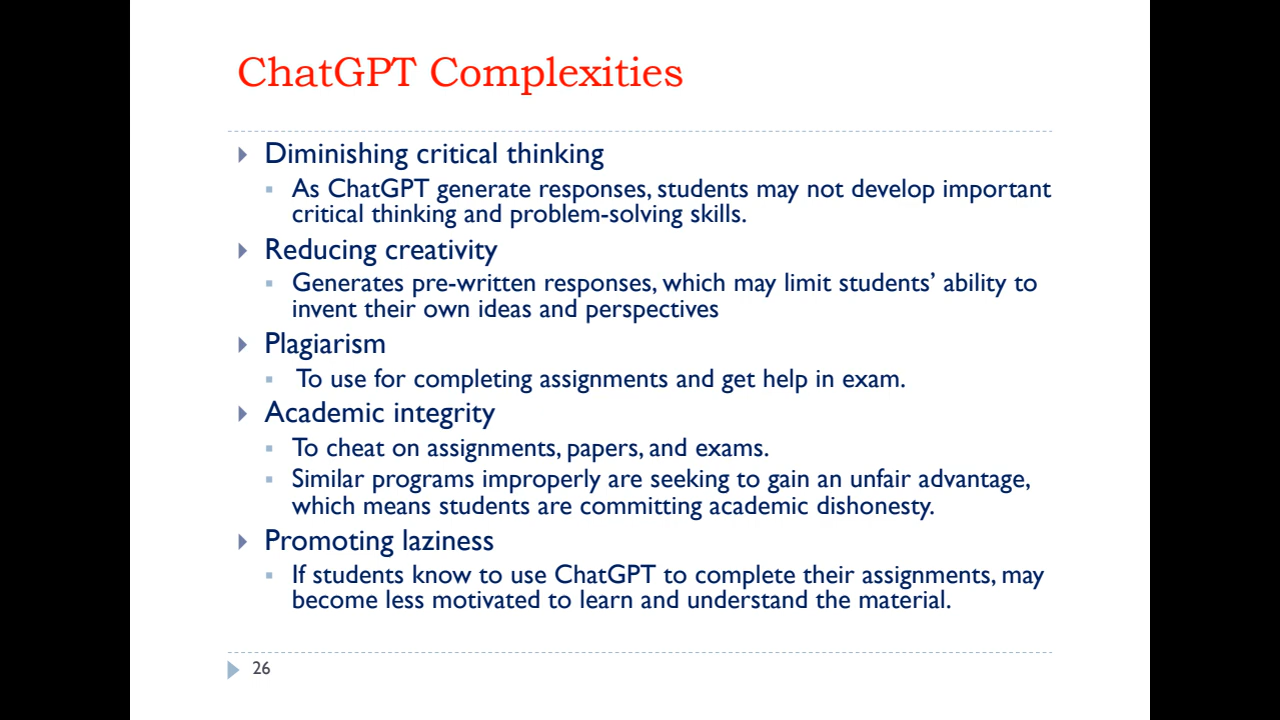 ChatGPT Complexities
Diminishing critical thinking
As ChatGPT generate responses, students may not develop important
critical thinking and problem-solving skills.
Reducing creativity
Generates pre-written responses, which may limit students’ ability to
invent their own ideas and perspectives
Plagiarism
To use for completing assignments and get help in exam.
Academic integrity
To cheat on assignments, papers, and exams.
Similar programs improperly are seeking to gain an unfair advantage,
which means students are committing academic dishonesty.
Promoting laziness
If students know to use ChatGPT to complete their assignments, may
become less motivated to learn and understand the material.
26